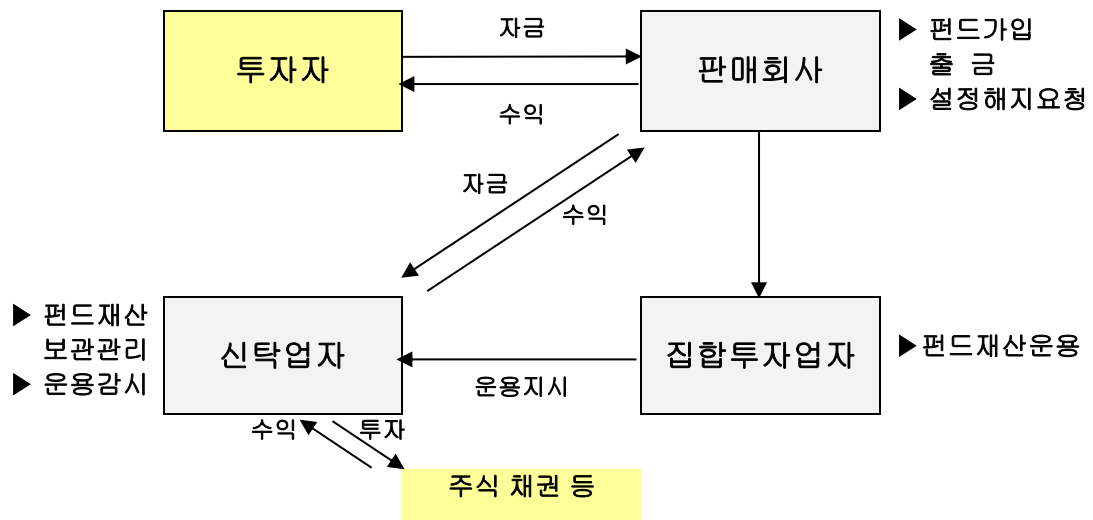 자금
투자자
판매회사
▶ 펀드가입
출 금
▶ 설정해지요청
수익
자금
수익
▶ 펀드재산
보관관리
▶ 운용감시
신탁업자
운용지시
집합투자업자
▶ 펀드재산운용
수익
투자
주식 채권 등